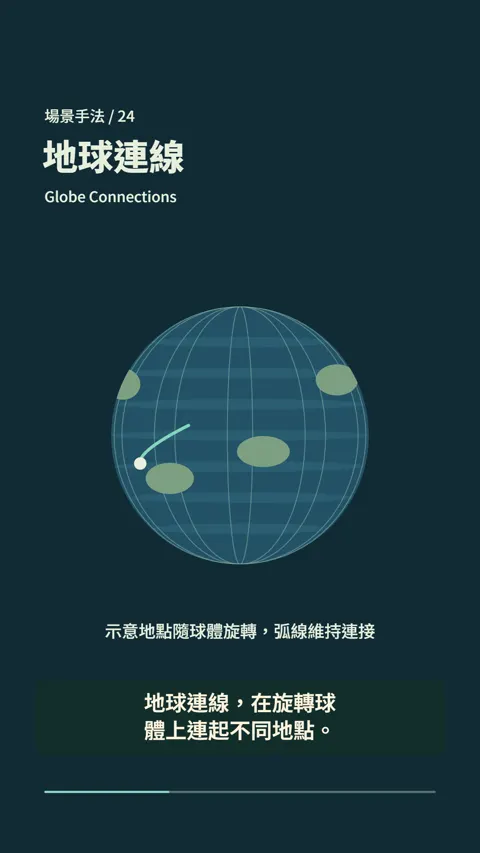 場景手法 / 24
地球連線
Globe Connections
示意地點隨球體旋轉，弧線維持連接
地球連線，在旋轉球
體上連起不同地點。